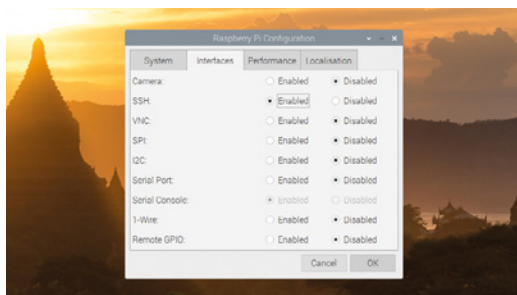 Raspberry Pi Configuration
System Interfaces Performance Localisation
Camera: Enabled Disabled
SSH: Enabled Disabled
VNC: Enabled Disabled
SPI: Enabled Disabled
I2C: Enabled Disabled
Serial Port: Enabled Disabled
Serial Console: Enabled Disabled
1-Wire: Enabled Disabled
Remote GPIO: Enabled Disabled
Cancel OK